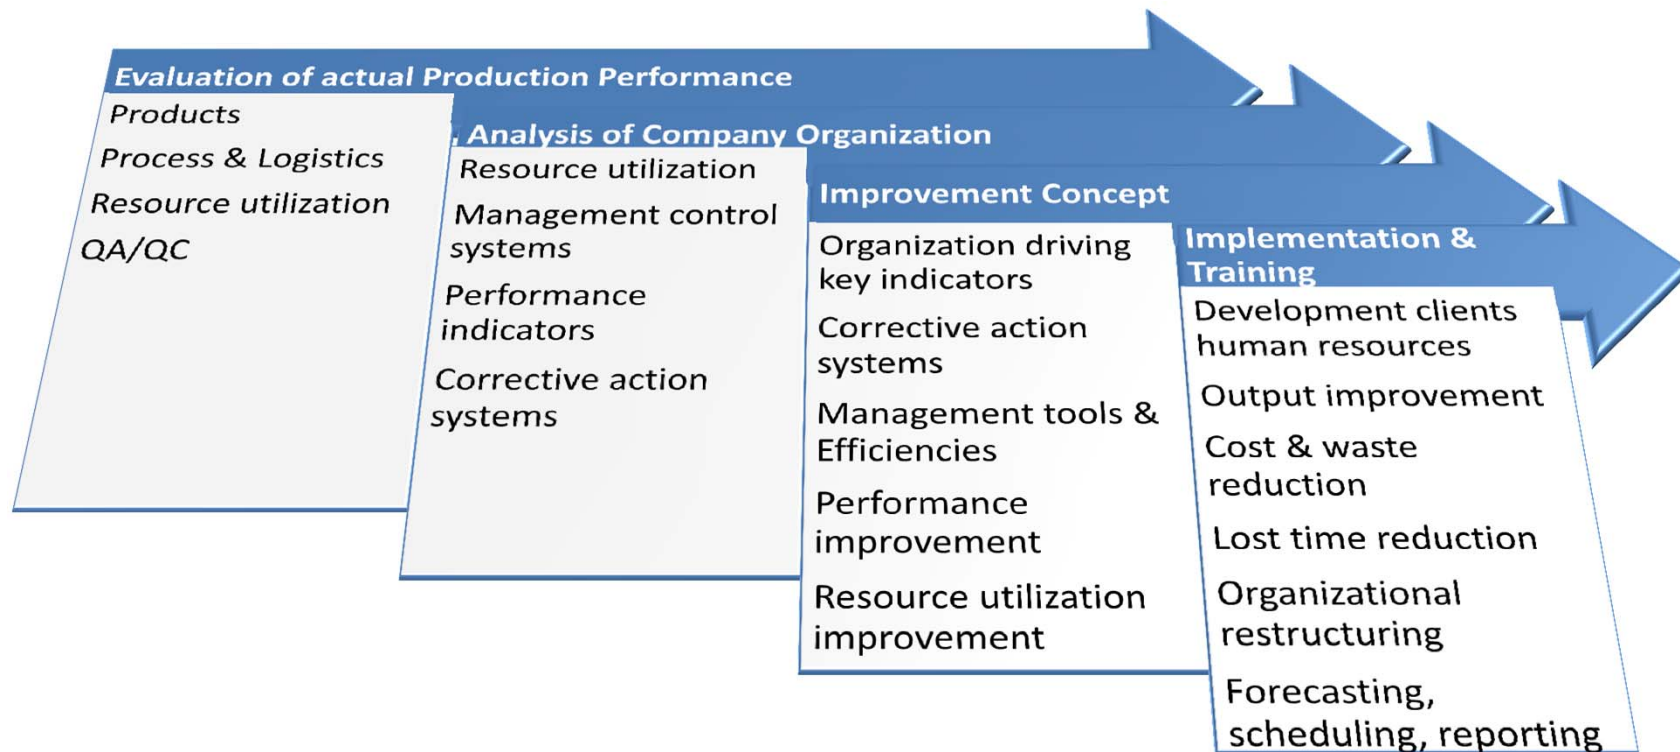 Evaluation of actual Production Performance
Products
Process & Logistics
Resource utilization
QA/QC
Analysis of Company Organization
Resource utilization
Management control
systems
Performance
indicators
Corrective action
systems
Improvement Concept
Organization driving
key indicators
Corrective action
systems
Management tools &
Efficiencies
Performance
improvement
Resource utilization
improvement
Implementation &
Training
Development clients
human resources
Output improvement
Cost & waste
reduction
Lost time reduction
Organizational
restructuring
Forecasting,
scheduling, reporting